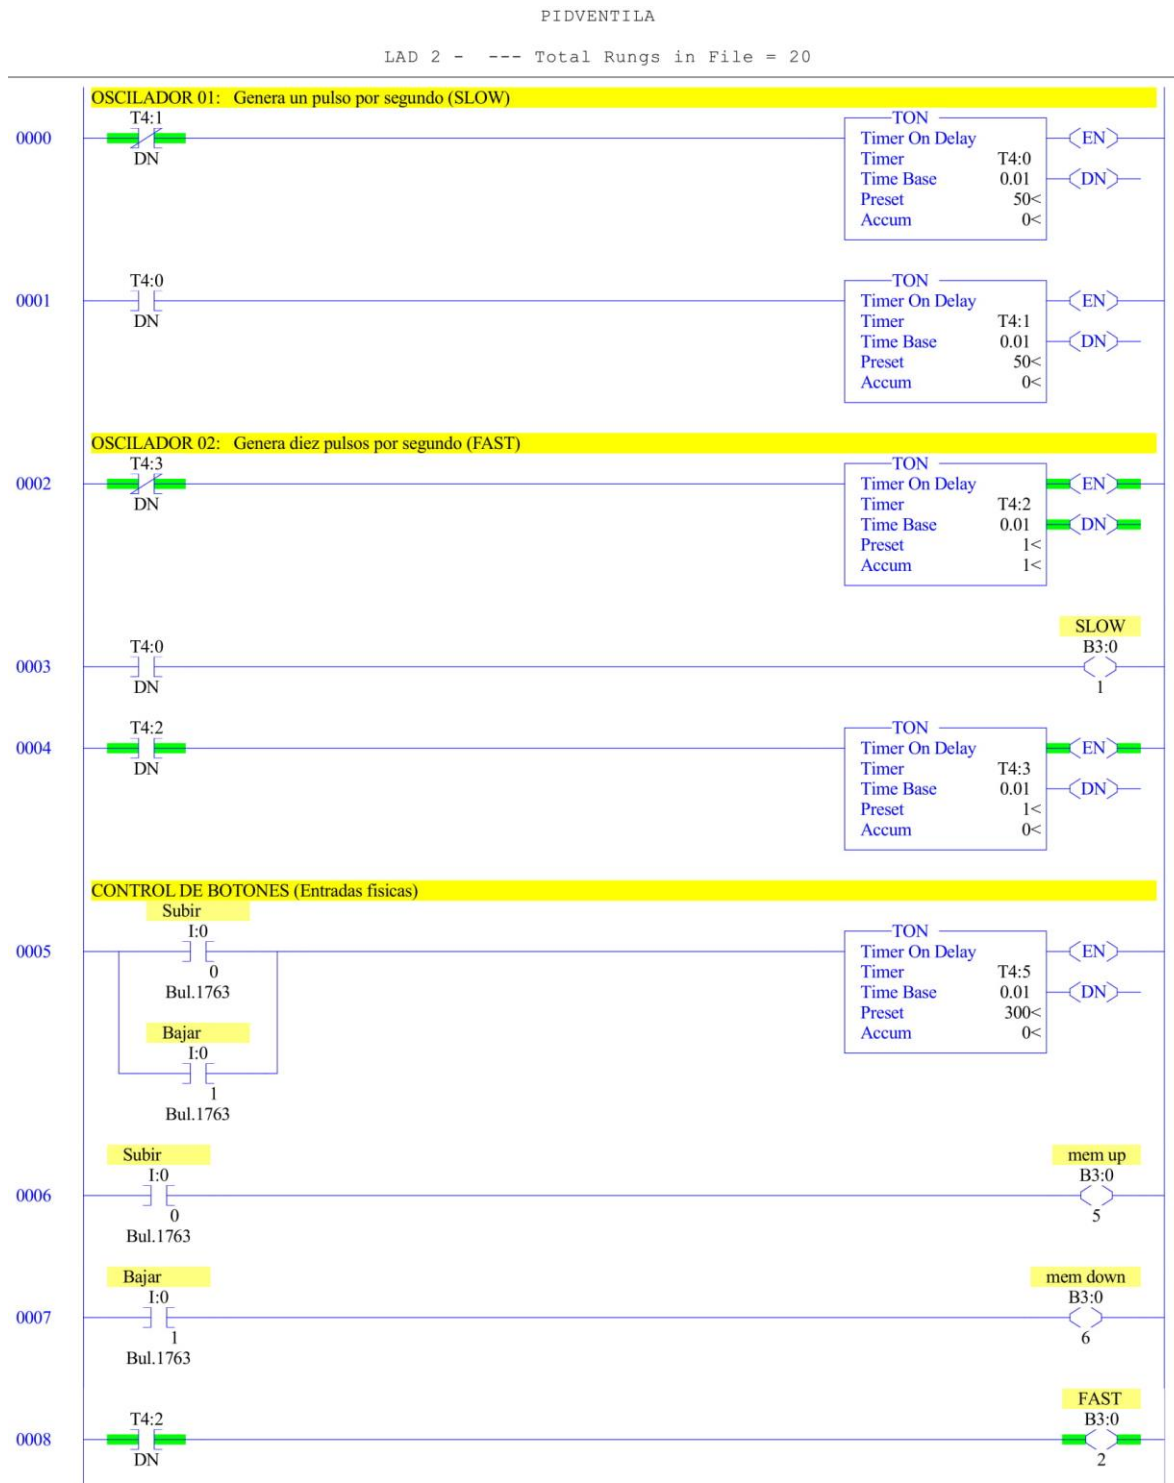 PIDVENTILA
LAD 2 - --- Total Rungs in File = 20
OSCILADOR 01: Genera un pulso por segundo (SLOW)
T4:1
TON
0000
Timer On Delay
EN
DN
Timer T4:0
Time Base 0.01
DN
Preset 50<
Accum 0<
T4:0
TON
0001
Timer On Delay
EN
DN
Timer T4:1
Time Base 0.01
DN
Preset 50<
Accum 0<
OSCILADOR 02: Genera diez pulsos por segundo (FAST)
T4:3
TON
0002
Timer On Delay
EN
DN
Timer T4:2
Time Base 0.01
DN
Preset 1<
Accum 1<
SLOW
T4:0
B3:0
0003
DN
1
T4:2
TON
0004
Timer On Delay
EN
DN
Timer T4:3
Time Base 0.01
DN
Preset 1<
Accum 0<
CONTROL DE BOTONES (Entradas fisicas)
Subir
I:0
TON
0005
Timer On Delay
EN
0
Timer T4:5
Bul.1763
Time Base 0.01
DN
Preset 300<
Bajar
Accum 0<
I:0
1
Bul.1763
Subir
mem up
I:0
B3:0
0006
0
5
Bul.1763
Bajar
mem down
I:0
B3:0
0007
1
6
Bul.1763
FAST
T4:2
B3:0
0008
DN
2